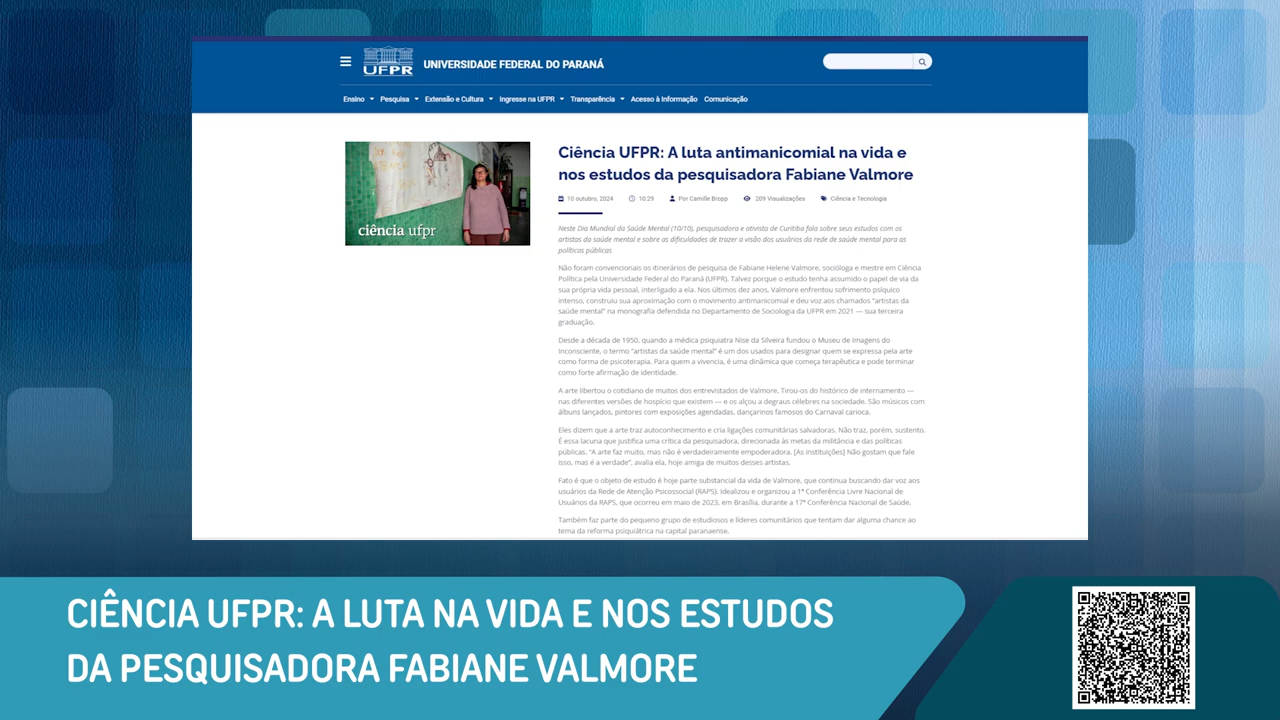 UFPR
UNIVERSIDADE FEDERAL DO PARANÁ
Ensino Pesquisa Extensão e Cultura Ingresse na UFPR Transparência Acesso à Informação Comunicação
ciência ufpr
Ciência UFPR: A luta antimanicomial na vida e
nos estudos da pesquisadora Fabiane Valmore
10 outubro, 2024 10:29 Por Camille Bropp 209 Visualizações Ciência e Tecnologia
Neste Dia Mundial da Saúde Mental (10/10), pesquisadora e ativista de Curitiba fala sobre seus estudos com os
artistas da saúde mental e sobre as dificuldades de trazer a visão dos usuários da rede de saúde mental para as
políticas públicas
Não foram convencionais os itinerários de pesquisa de Fabiane Helene Valmore, socióloga e mestre em Ciência
Política pela Universidade Federal do Paraná (UFPR). Talvez porque o estudo tenha assumido o papel de via da
sua própria vida pessoal, interligado a ela. Nos últimos dez anos, Valmore enfrentou sofrimento psíquico
intenso, construiu sua aproximação com o movimento antimanicomial e deu voz aos chamados “artistas da
saúde mental” na monografia defendida no Departamento de Sociologia da UFPR em 2021 — sua terceira
graduação.
Desde a década de 1950, quando a médica psiquiatra Nise da Silveira fundou o Museu de Imagens do
Inconsciente, o termo “artistas da saúde mental” é um dos usados para designar quem se expressa pela arte
como forma de psicoterapia. Para quem a vivencia, é uma dinâmica que começa terapêutica e pode terminar
como forte afirmação de identidade.
A arte libertou o cotidiano de muitos dos entrevistados de Valmore. Tirou-os do histórico de internamento —
nas diferentes versões de hospício que existem — e os alçou a degraus célebres na sociedade. São músicos com
álbuns lançados, pintores com exposições agendadas, dançarinos famosos do Carnaval carioca.
Eles dizem que a arte traz autoconhecimento e cria ligações comunitárias salvadoras. Não traz, porém, sustento.
É essa lacuna que justifica uma crítica da pesquisadora, direcionada às metas da militância e das políticas
públicas. “A arte faz muito, mas não é verdadeiramente empoderadora. [As instituições] Não gostam que fale
isso, mas é a verdade”, avalia ela, hoje amiga de muitos desses artistas.
Fato é que o objeto de estudo é hoje parte substancial da vida de Valmore, que continua buscando dar voz aos
usuários da Rede de Atenção Psicossocial (RAPS). Idealizou e organizou a 1ª Conferência Livre Nacional de
Usuários da RAPS, que ocorreu em maio de 2023, em Brasília, durante a 17ª Conferência Nacional de Saúde.
Também faz parte do pequeno grupo de estudiosos e líderes comunitários que tentam dar alguma chance ao
tema da reforma psiquiátrica na capital paranaense.
CIÊNCIA UFPR: A LUTA NA VIDA E NOS ESTUDOS
DA PESQUISADORA FABIANE VALMORE